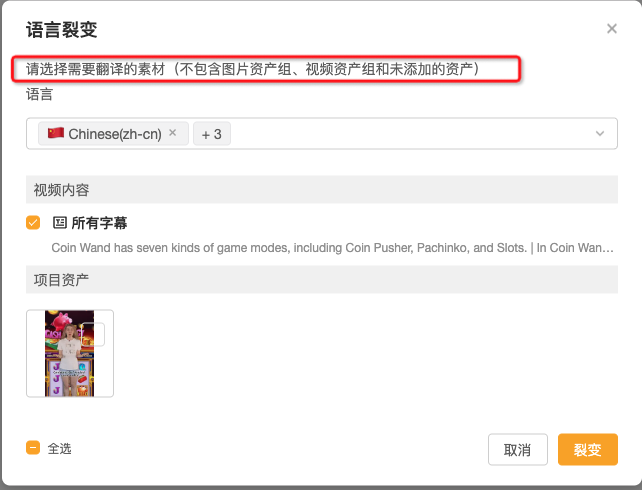 语言裂变
请选择需要翻译的素材（不包含图片资产组、视频资产组和未添加的资产）
语言
Chinese(zh-cn) × + 3
视频内容
所有字幕
Coin Wand has seven kinds of game modes, including Coin Pusher, Pachinko, and Slots. | In Coin Wan...
项目资产
全选
取消 裂变